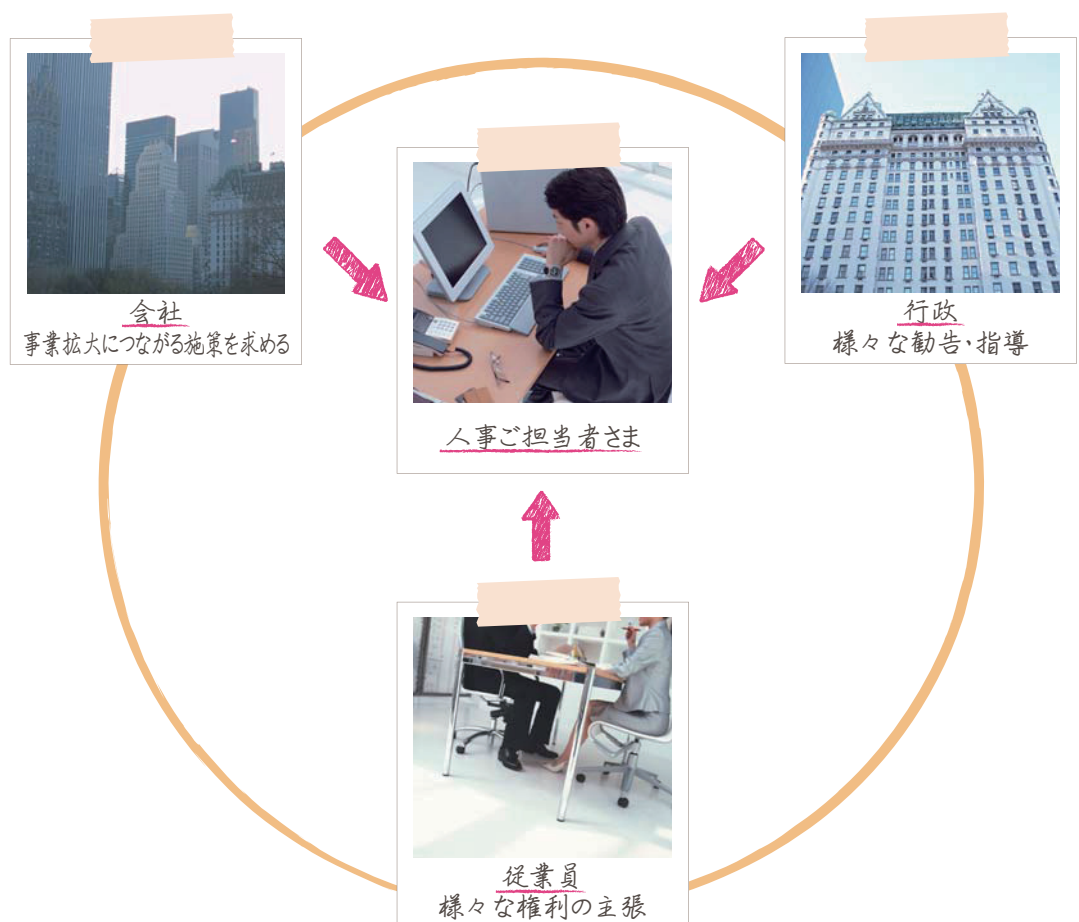 会社
事業拡大につながる施策を求める
行政
様々な勧告・指導
人事ご担当者さま
従業員
様々な権利の主張